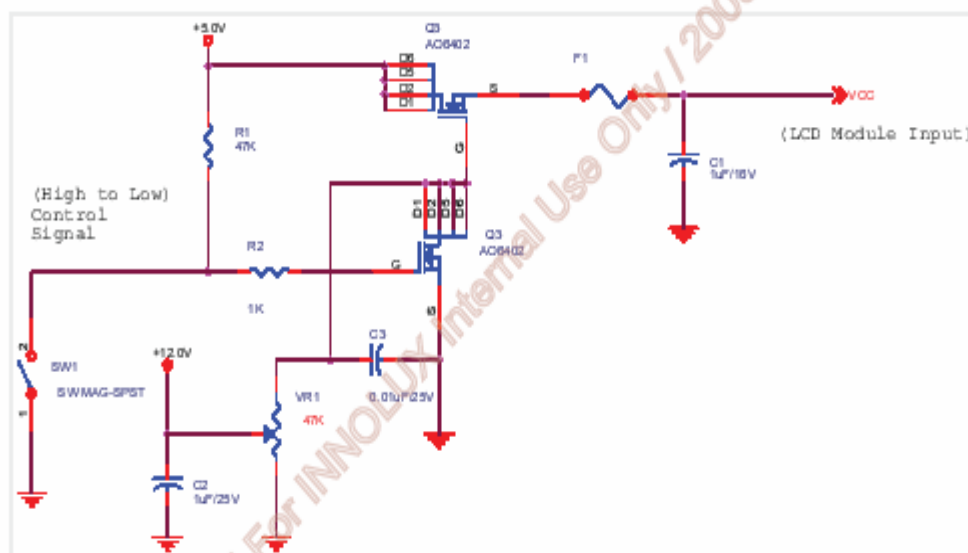 +5.0V
Q3
AO6402
D6
D5
D2
D1
S
F1
VCC
(LCD Module Input)
R1
47K
G
C1
1uF/16V
(High to Low)
Control
Signal
D1
D2
D5
D6
Q3
AO6402
R2
G
1K
S
+12.0V
C3
2
SW1
SWMAG-SPST
1
VR1
47K
0.01uF/25V
C2
1uF/25V
For INNOLUX Internal Use Only / 200